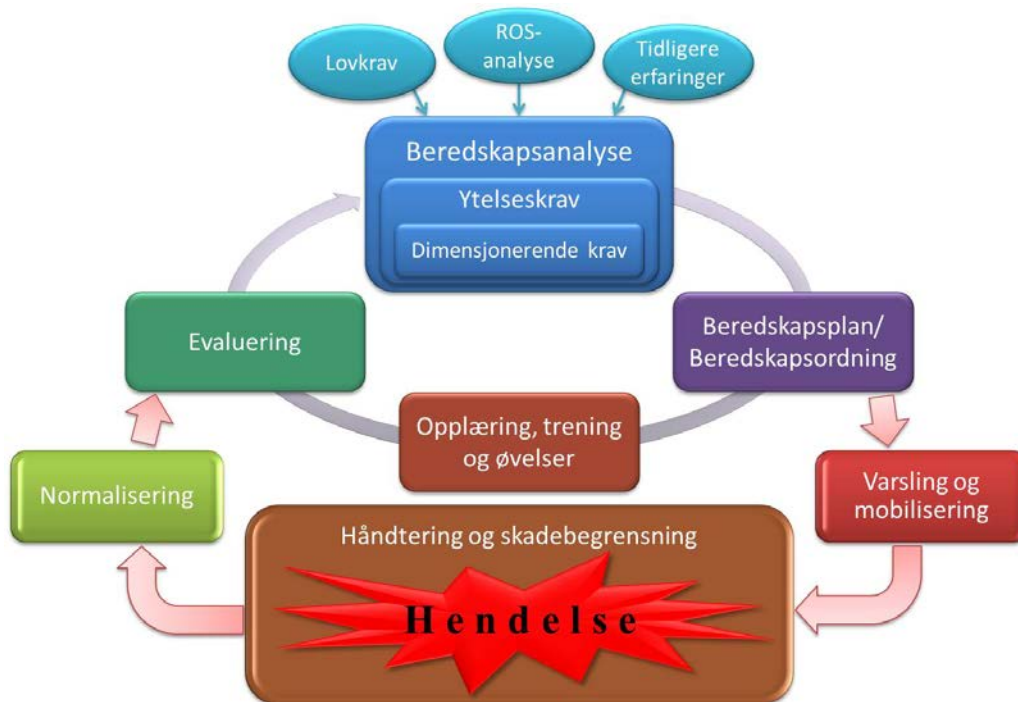 Lovkrav
ROS-
analyse
Tidligere
erfaringer
Beredskapsanalyse
Ytelseskrav
Dimensjonerende krav
Evaluering
Beredskapsplan/
Beredskapsordning
Opplæring, trening
og øvelser
Normalisering
Varsling og
mobilisering
Håndtering og skadebegrensning
Hendelse